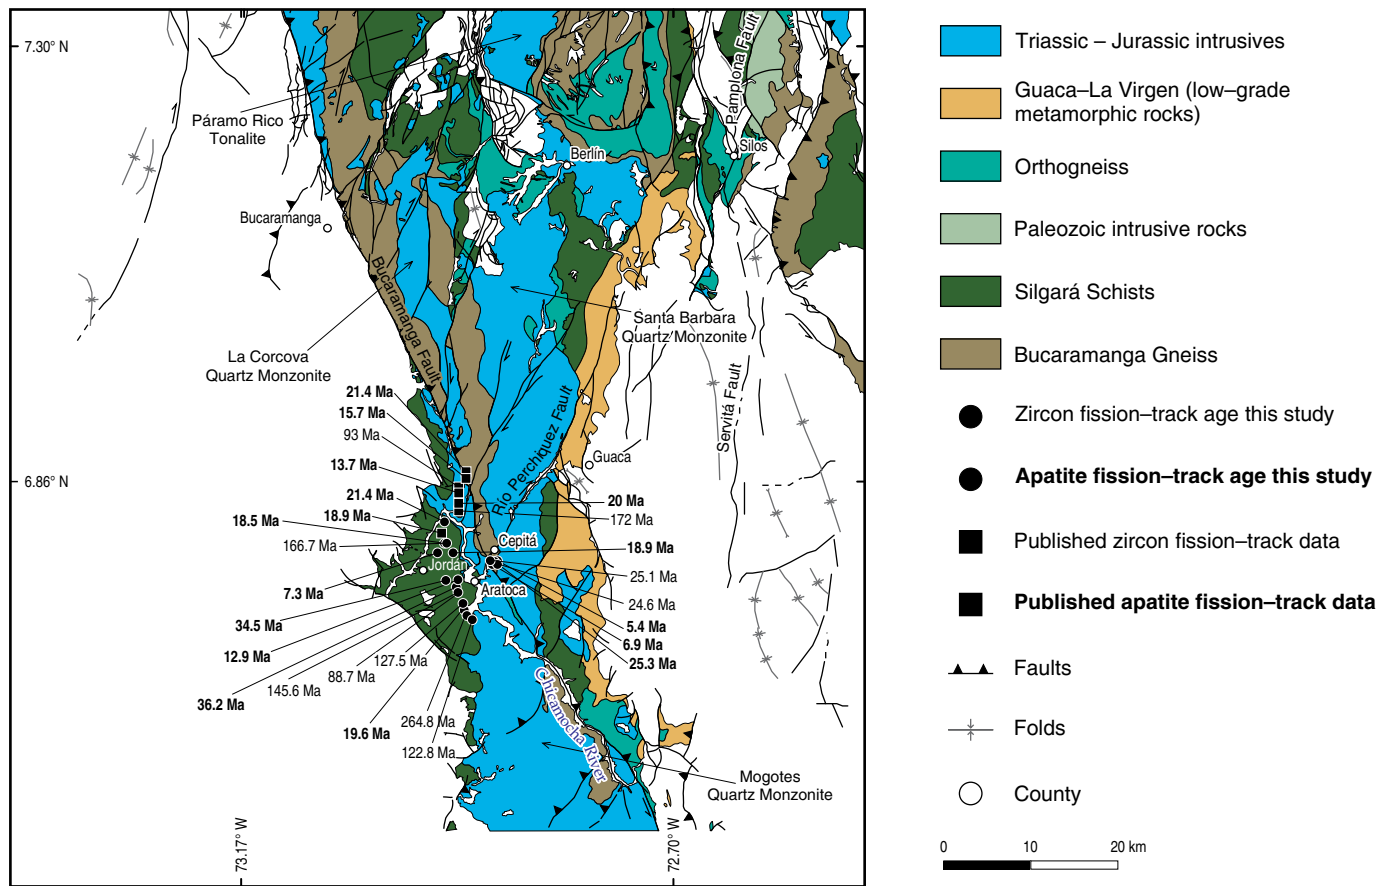 7.30° N
6.86° N
73.17° W
72.70° W
Páramo Rico
Tonalite
Bucaramanga
Berlín
Pamplona Fault
Silos
Bucaramanga Fault
La Corcova
Quartz Monzonite
Santa Barbara
Quartz Monzonite
Servitá Fault
Río Perchiquez Fault
Guaca
21.4 Ma
15.7 Ma
93 Ma
13.7 Ma
21.4 Ma
18.9 Ma
18.5 Ma
166.7 Ma
7.3 Ma
34.5 Ma
12.9 Ma
36.2 Ma
145.6 Ma
88.7 Ma
127.5 Ma
19.6 Ma
264.8 Ma
122.8 Ma
20 Ma
172 Ma
18.9 Ma
25.1 Ma
24.6 Ma
5.4 Ma
6.9 Ma
25.3 Ma
Cepitá
Jordán
Aratoca
Chicamocha River
Mogotes
Quartz Monzonite
Triassic – Jurassic intrusives
Guaca–La Virgen (low–grade
metamorphic rocks)
Orthogneiss
Paleozoic intrusive rocks
Silgará Schists
Bucaramanga Gneiss
Zircon fission–track age this study
Apatite fission–track age this study
Published zircon fission–track data
Published apatite fission–track data
Faults
Folds
County
0 10 20 km